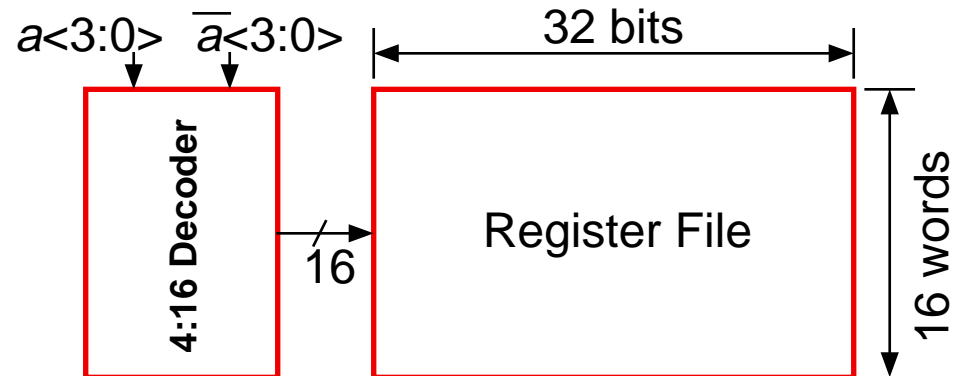 a<3:0> a̅<3:0>
32 bits
4:16 Decoder
16
Register File
16 words